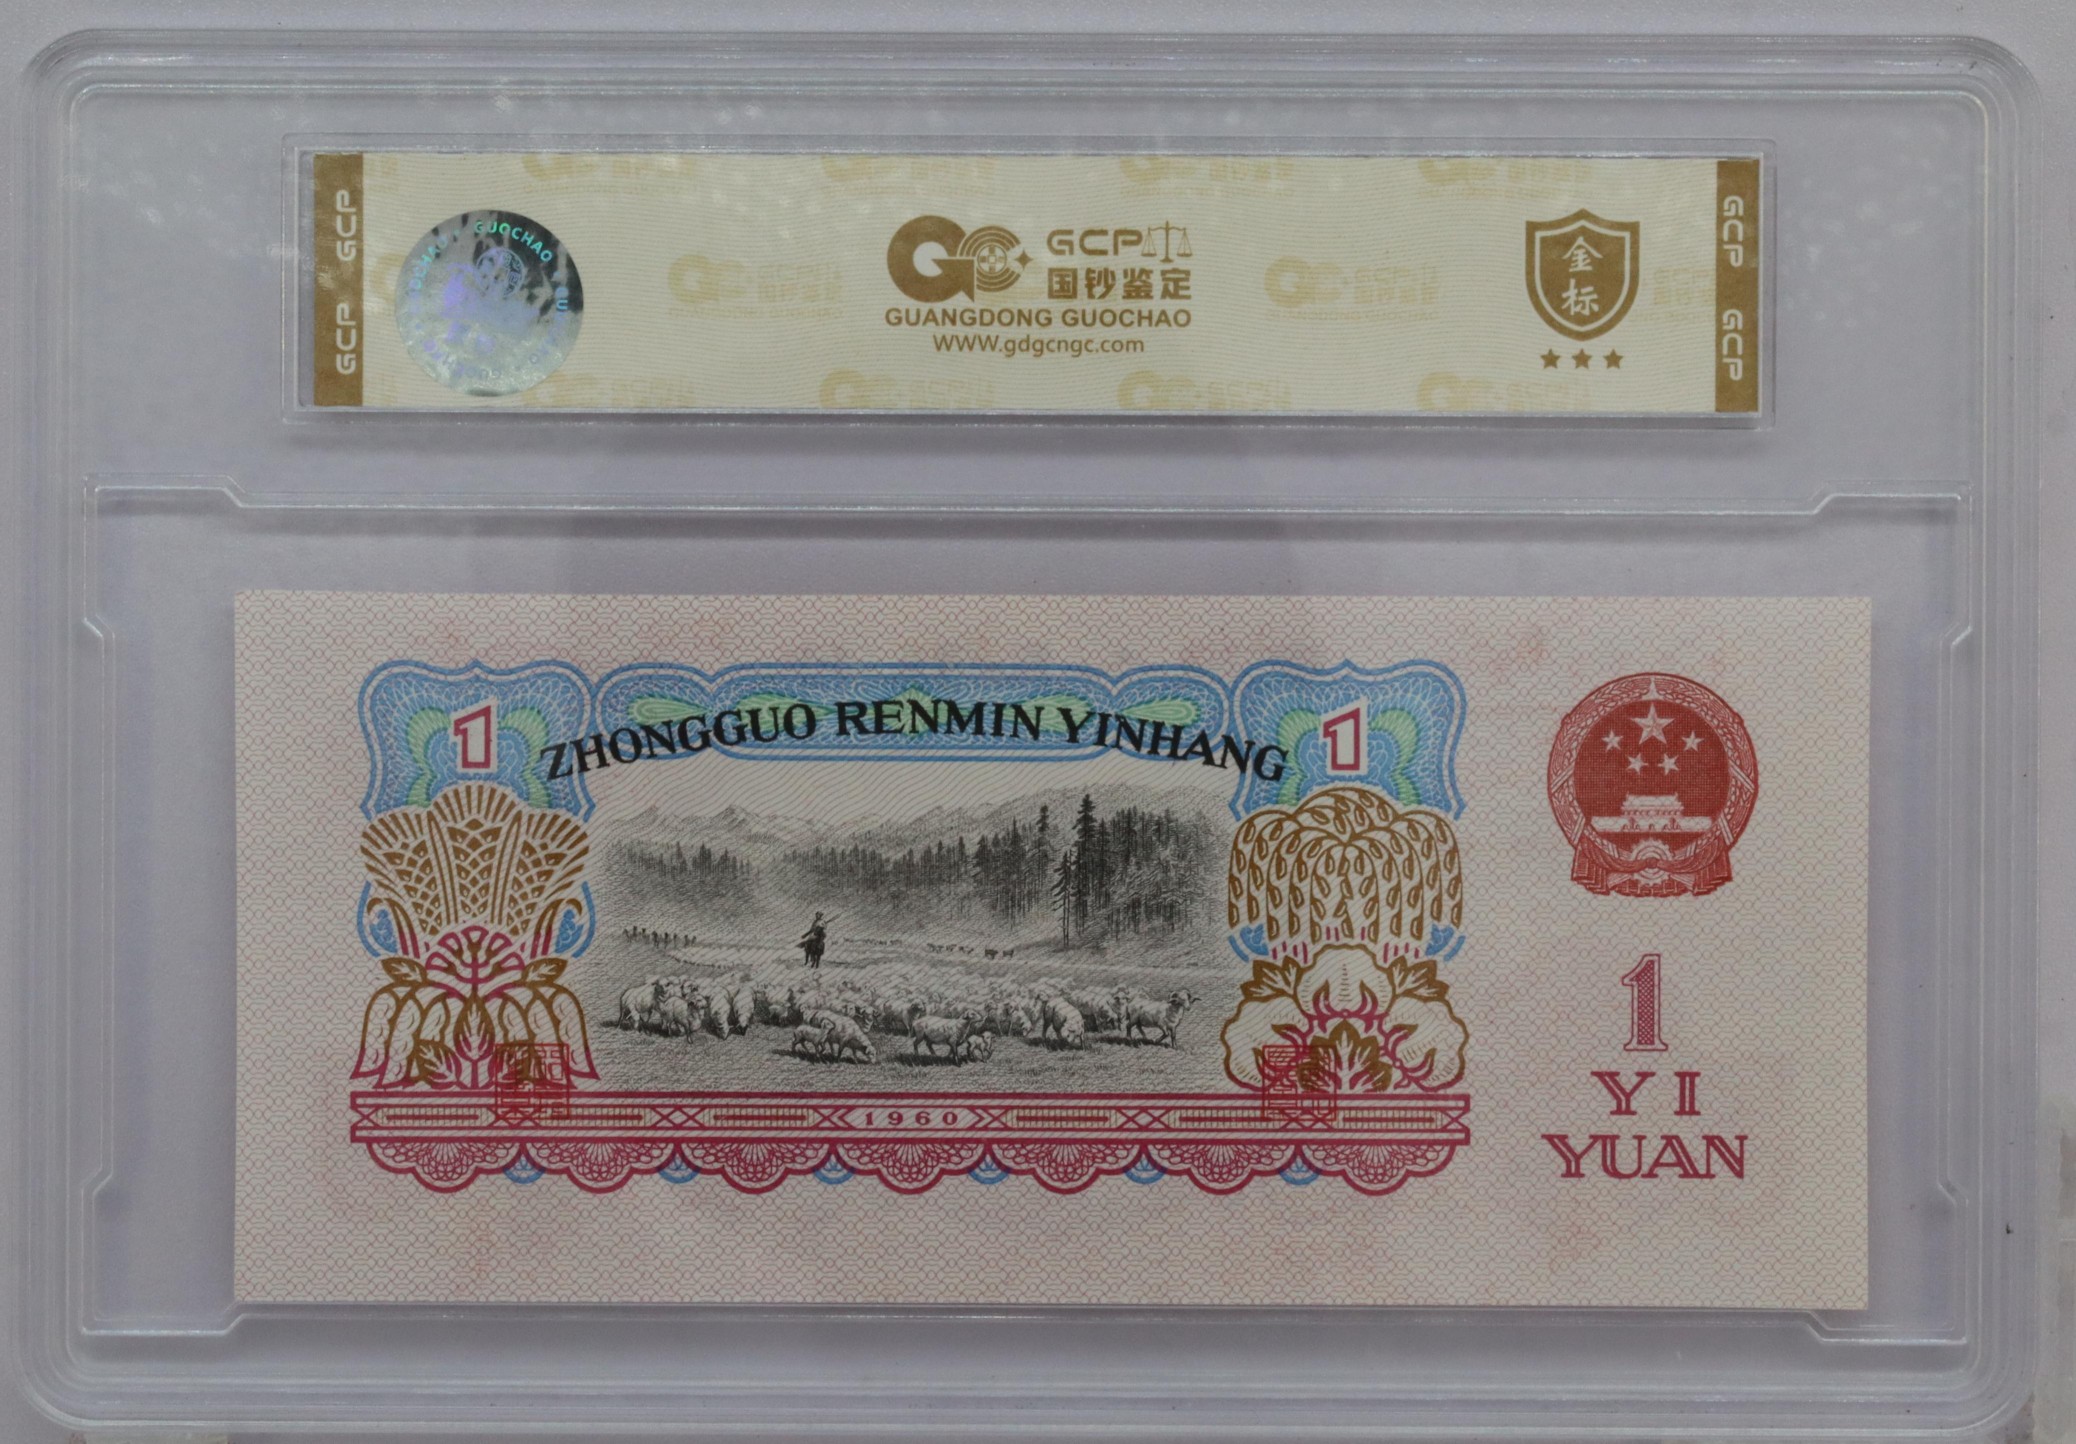 GCP GCP
GUOCHAO
GCP
国钞鉴定
GUANGDONG GUOCHAO
WWW.gdgcngc.com
金标
GCP GCP
ZHONGGUO RENMIN YINHANG
1
1
1960
1
YI
YUAN